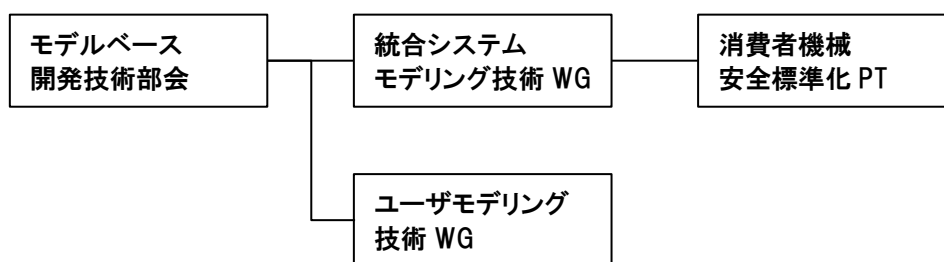 モデルベース
開発技術部会
統合システム
モデリング技術 WG
消費者機械
安全標準化 PT
ユーザモデリング
技術 WG